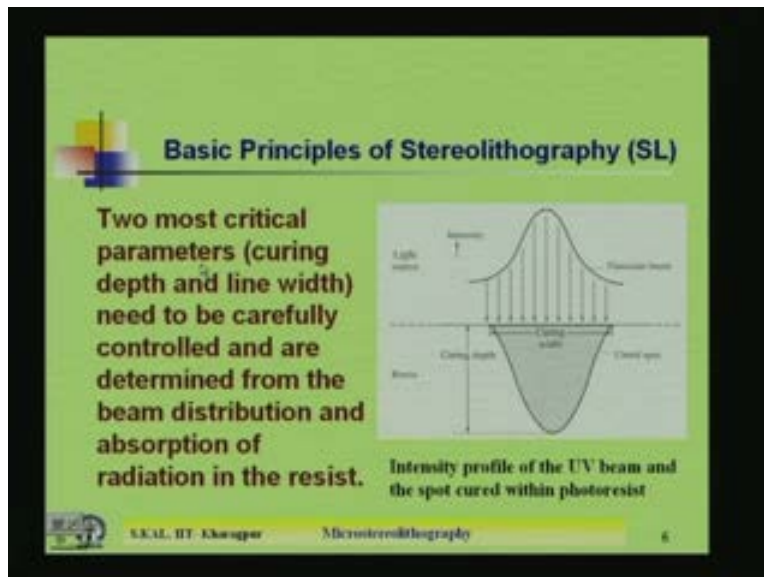 Basic Principles of Stereolithography (SL)
Two most critical
parameters (curing
depth and line width)
need to be carefully
controlled and are
determined from the
beam distribution and
absorption of
radiation in the resist.
Intensity
Light
source
Gaussian beam
Curing
width
Curing depth
Cured spot
Resin
Intensity profile of the UV beam and
the spot cured within photoresist
S.KAL, IIT- Kharagpur
Microstereolithography
6